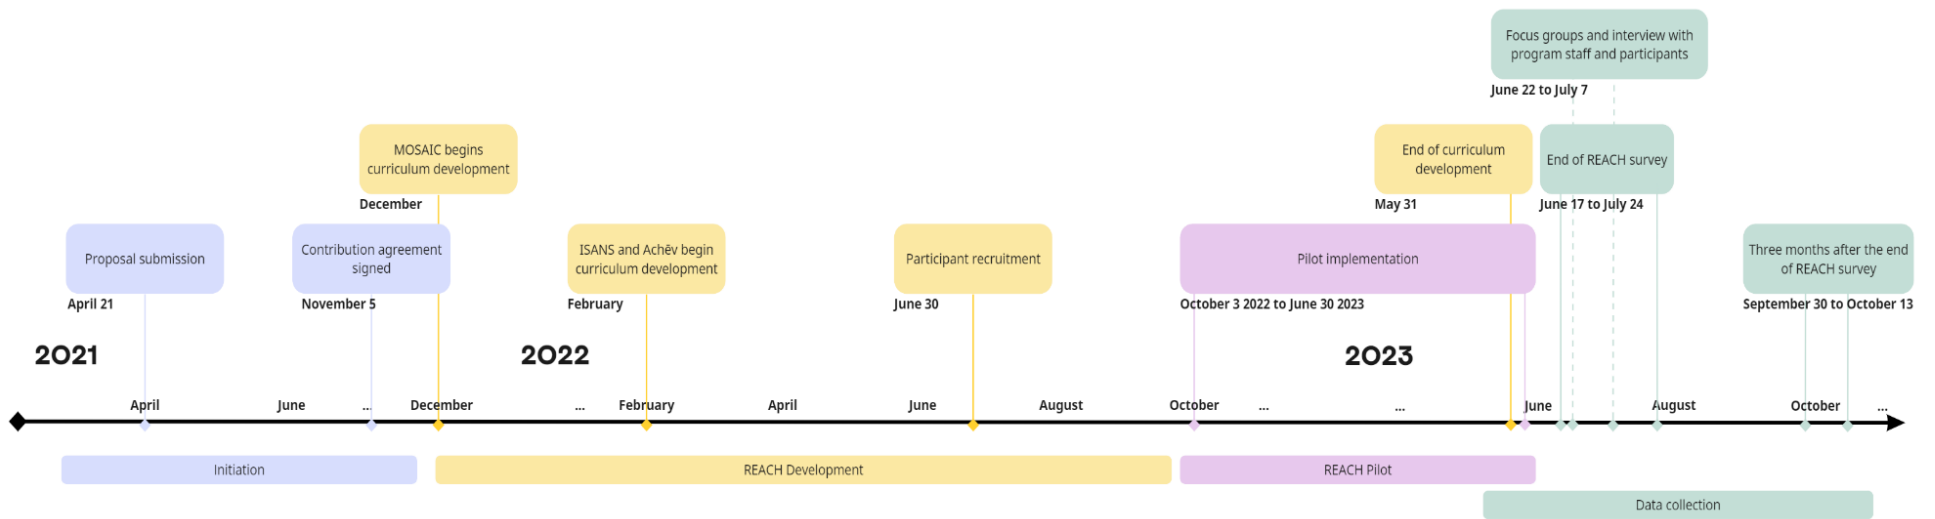 Focus groups and interview with
program staff and participants
June 22 to July 7
MOSAIC begins
curriculum development
December
End of curriculum
development
May 31
End of REACH survey
June 17 to July 24
Proposal submission
April 21
Contribution agreement
signed
November 5
ISANS and Achēv begin
curriculum development
February
Participant recruitment
June 30
Pilot implementation
October 3 2022 to June 30 2023
Three months after the end
of REACH survey
September 30 to October 13
2021
2022
2023
April
June
...
December
...
February
April
June
August
October
...
...
June
August
October
...
Initiation
REACH Development
REACH Pilot
Data collection